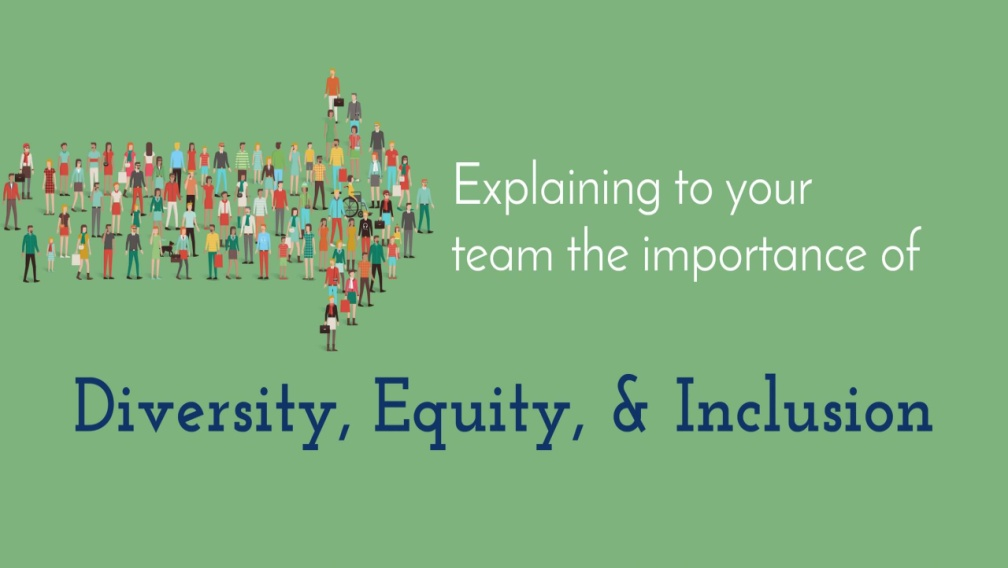 Explaining to your
team the importance of
Diversity, Equity, & Inclusion